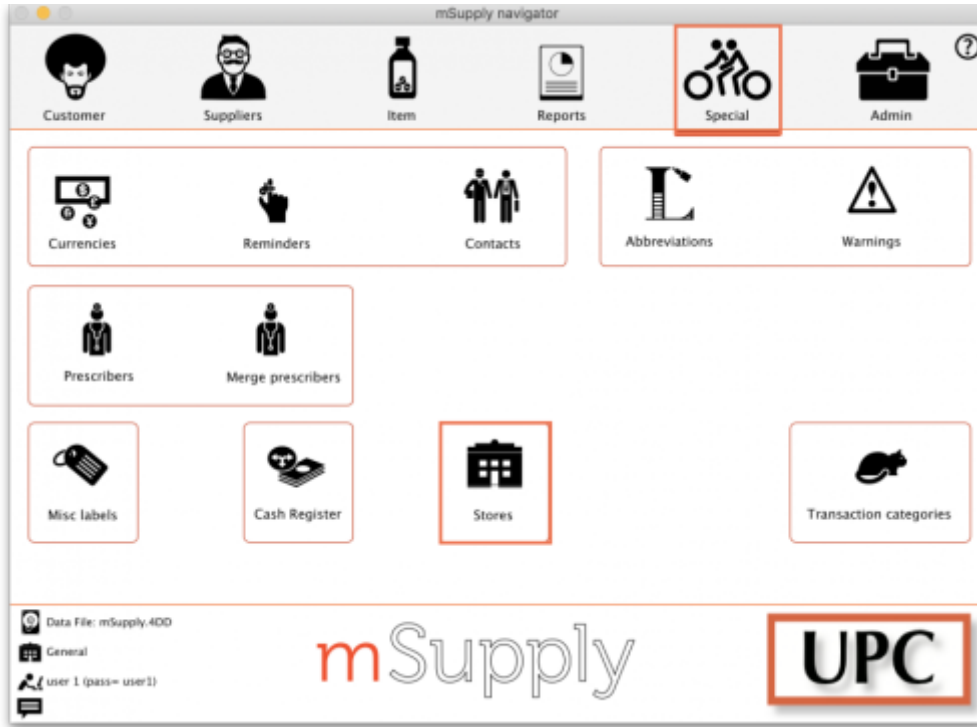 mSupply navigator
?
Customer Suppliers Item Reports Special Admin
Currencies Reminders Contacts Abbreviations Warnings
Prescribers Merge prescribers
Misc labels Cash Register Stores Transaction categories
Data File: mSupply.4DD
General
user 1 (pass= user1)
mSupply
UPC